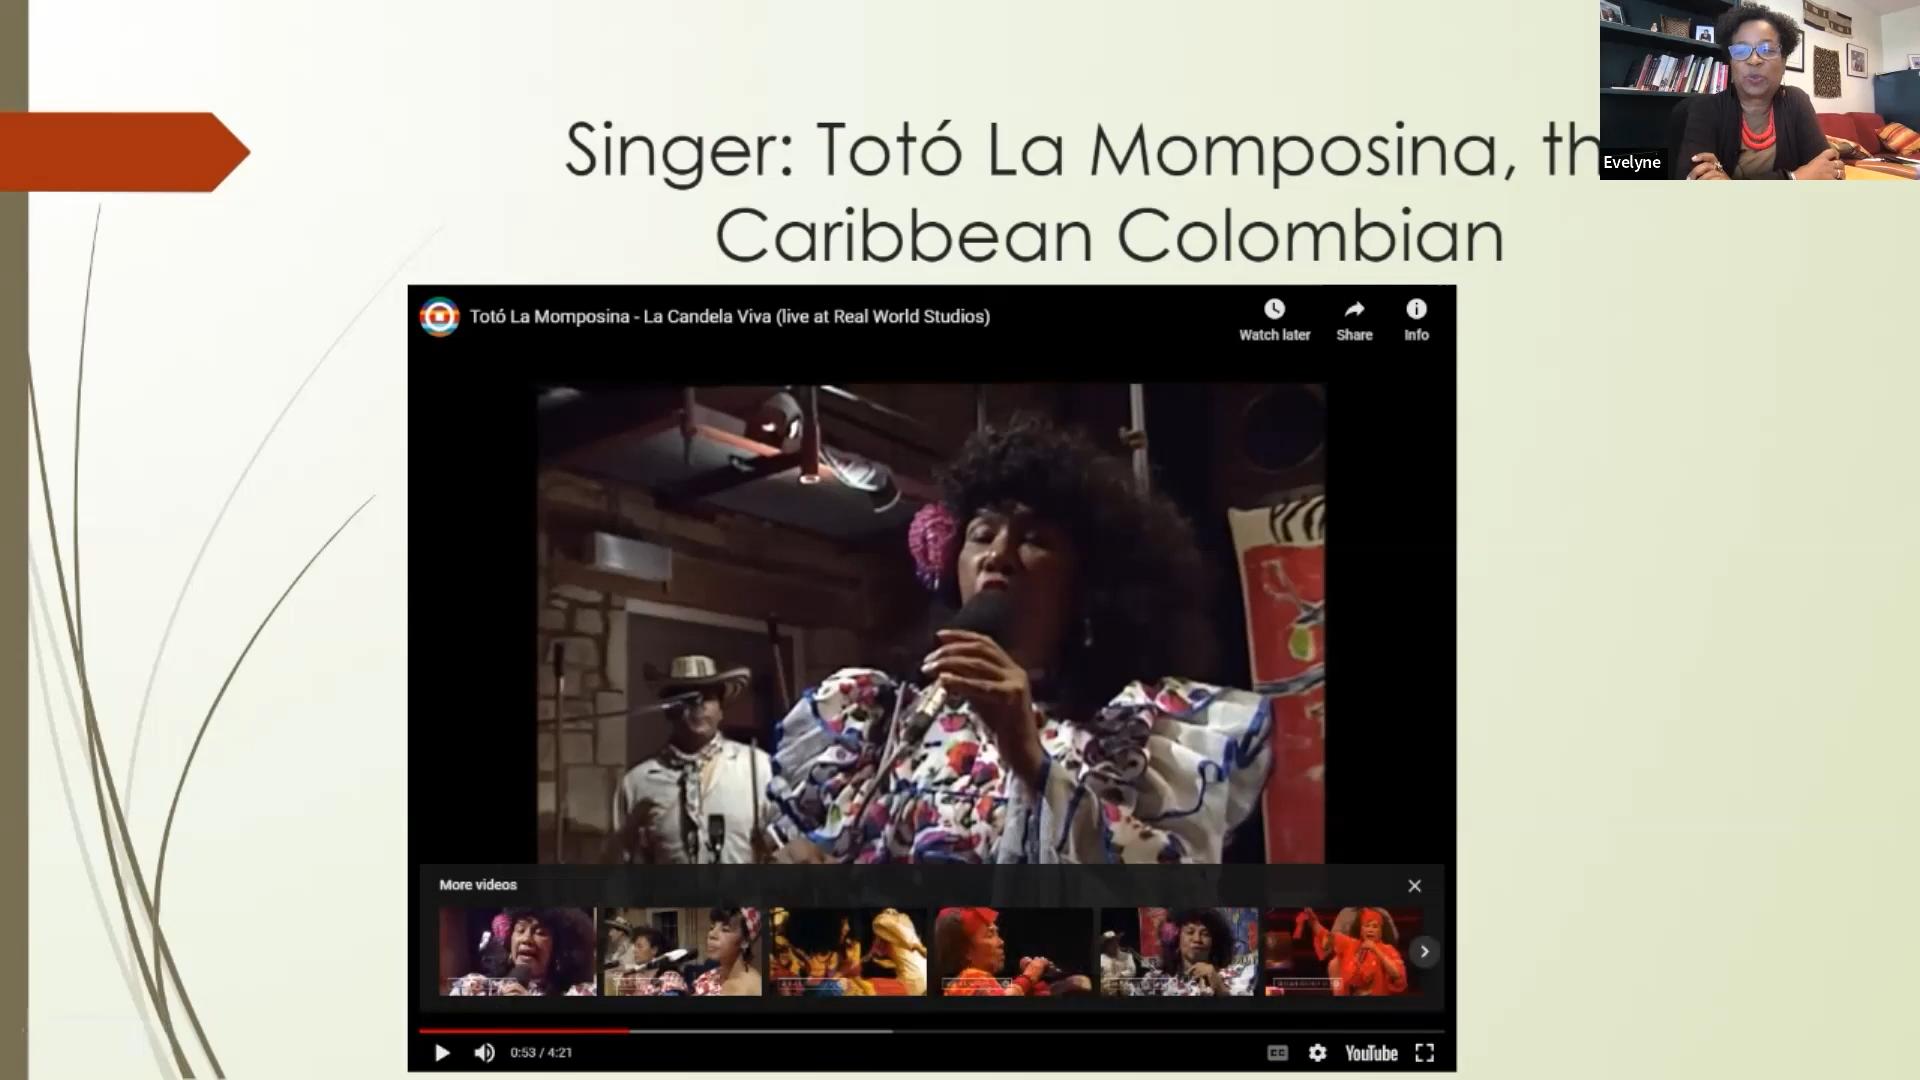 Singer: Totó La Momposina, th
Evelyne
Caribbean Colombian
Totó La Momposina - La Candela Viva (live at Real World Studios)
Watch later
Share
Info
More videos
0:53 / 4:21
CC
YouTube